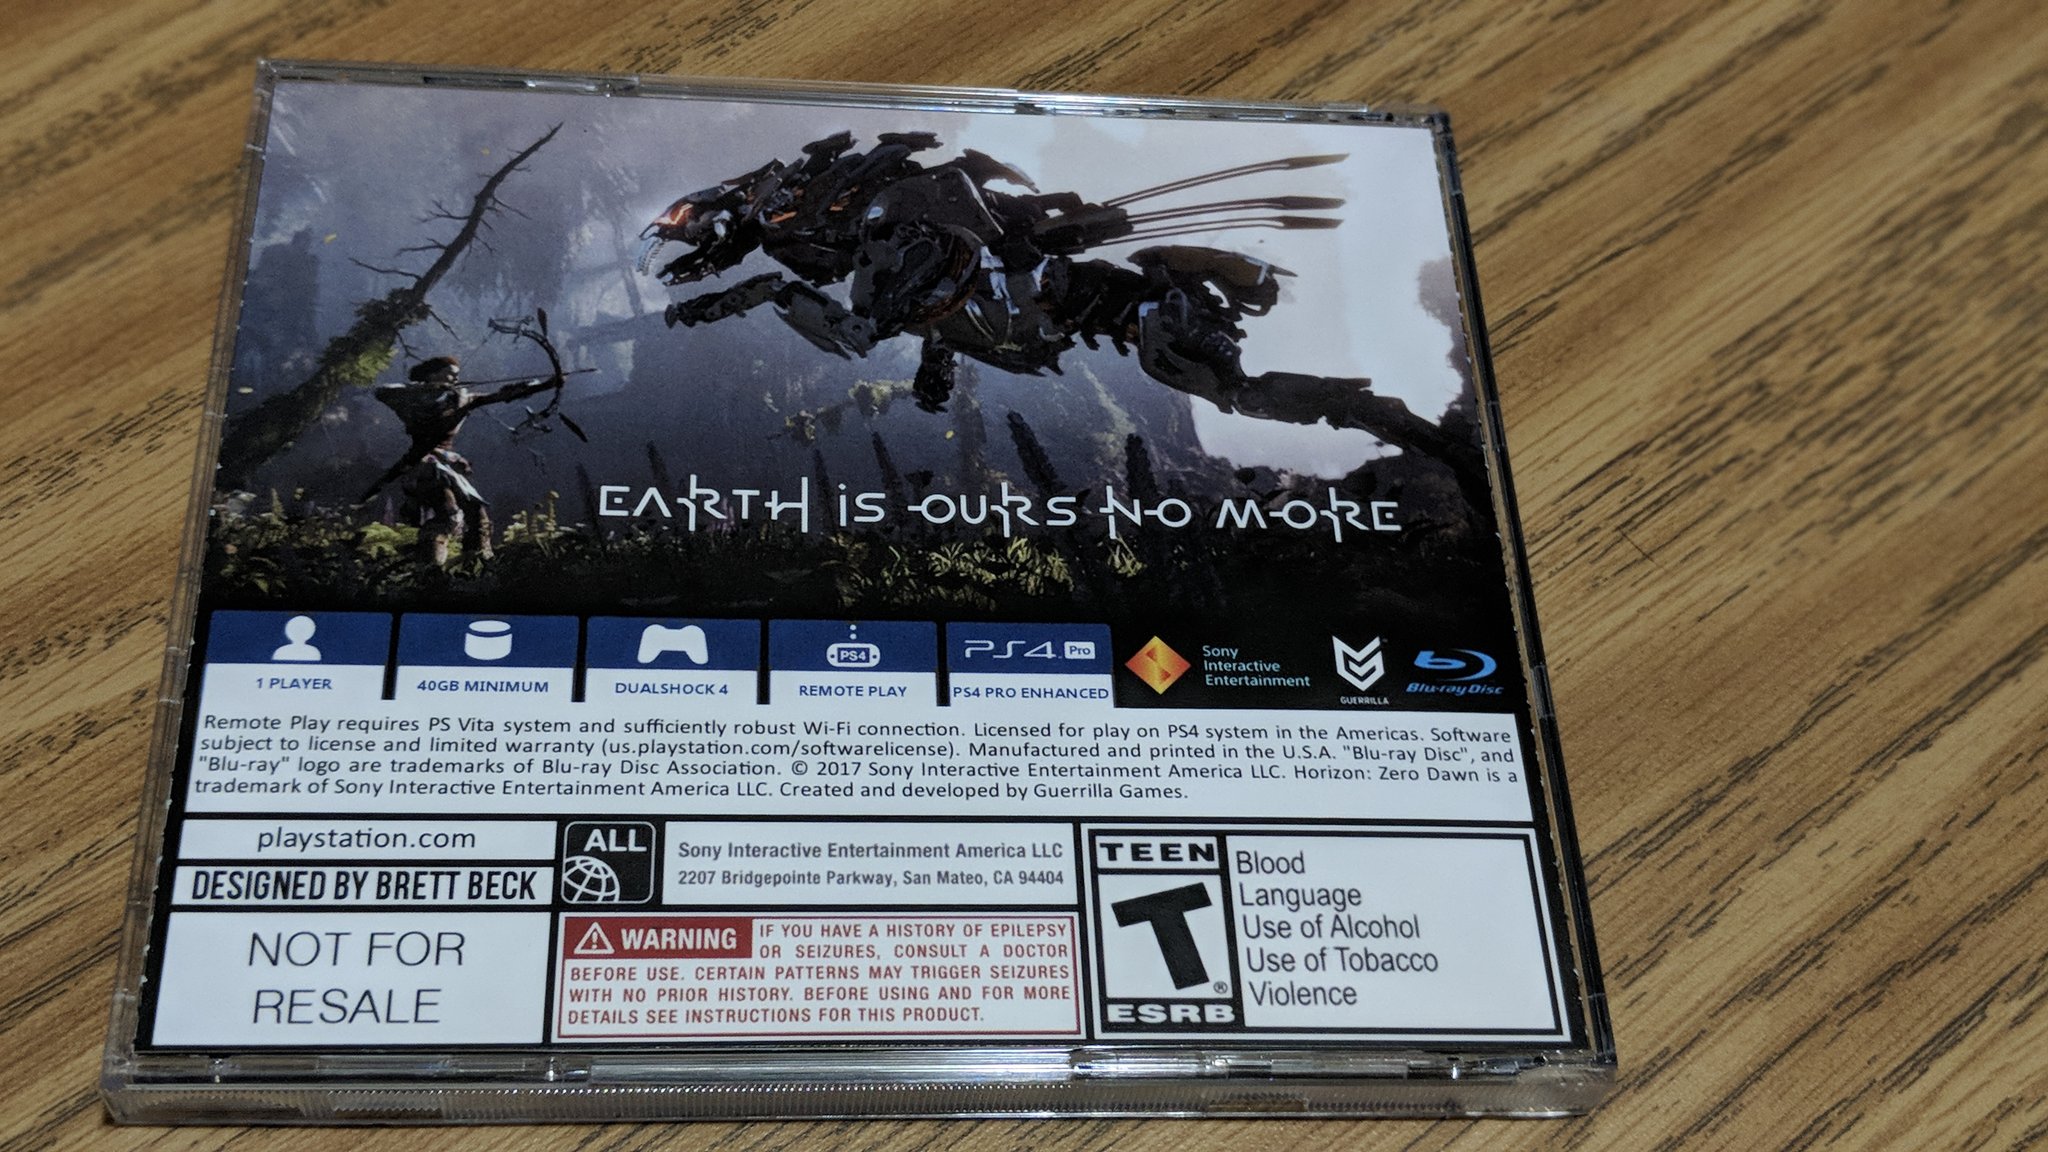 EARTH IS OURS NO MORE
1 PLAYER
40GB MINIMUM
DUALSHOCK 4
PS4
REMOTE PLAY
PS4 Pro
PS4 PRO ENHANCED
Sony
Interactive
Entertainment
GUERRILLA
Blu-ray Disc
Remote Play requires PS Vita system and sufficiently robust Wi-Fi connection. Licensed for play on PS4 system in the Americas. Software
subject to license and limited warranty (us.playstation.com/softwarelicense). Manufactured and printed in the U.S.A. "Blu-ray Disc", and
"Blu-ray" logo are trademarks of Blu-ray Disc Association. © 2017 Sony Interactive Entertainment America LLC. Horizon: Zero Dawn is a
trademark of Sony Interactive Entertainment America LLC. Created and developed by Guerrilla Games.
playstation.com
DESIGNED BY BRETT BECK
NOT FOR
RESALE
ALL
Sony Interactive Entertainment America LLC
2207 Bridgepointe Parkway, San Mateo, CA 94404
WARNING
IF YOU HAVE A HISTORY OF EPILEPSY
OR SEIZURES, CONSULT A DOCTOR
BEFORE USE. CERTAIN PATTERNS MAY TRIGGER SEIZURES
WITH NO PRIOR HISTORY. BEFORE USING AND FOR MORE
DETAILS SEE INSTRUCTIONS FOR THIS PRODUCT.
TEEN
T®
ESRB
Blood
Language
Use of Alcohol
Use of Tobacco
Violence